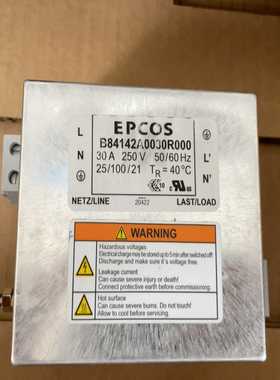 EPCOS
L
B84142A0030R000
L'
30 A 250 V 50/60 Hz
N
25/100/21 TR = 40°C
N'
10
NETZ/LINE
20422
LAST/LOAD
WARNING
Hazardous voltages
Electrical charge may be stored up to 5 min after switched off!
Discharge and make sure it's voltage free.
Leakage current
Can cause severe injury or death!
Connect protective earth before commissioning.
Hot surface
Can cause severe burns. Do not touch!
Allow to cool before servicing.